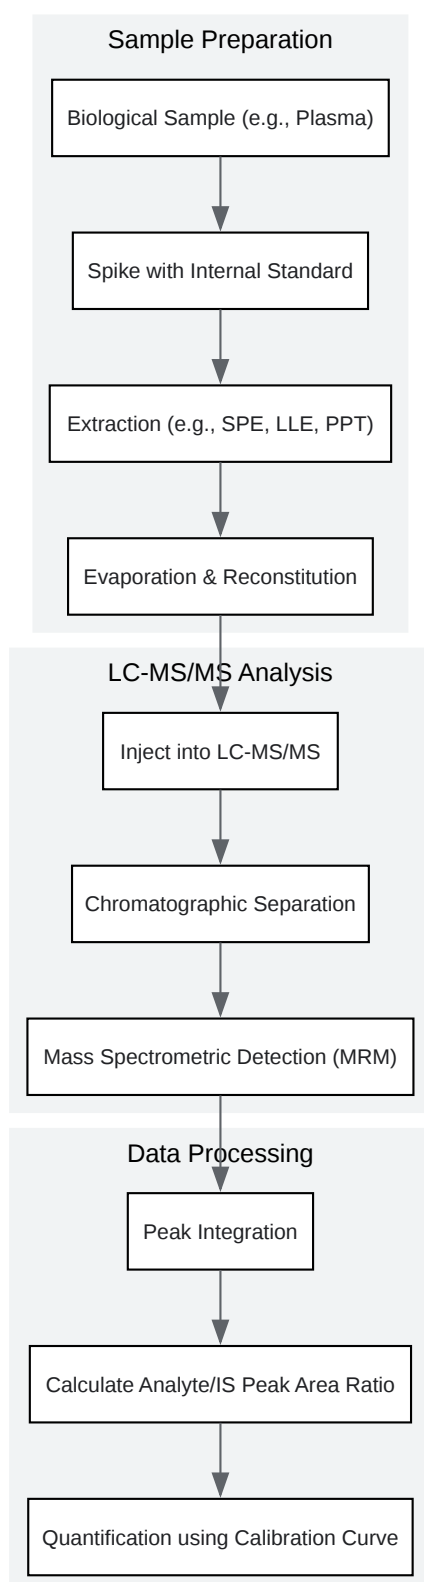 Sample Preparation
Biological Sample (e.g., Plasma)
Spike with Internal Standard
Extraction (e.g., SPE, LLE, PPT)
Evaporation & Reconstitution
LC-MS/MS Analysis
Inject into LC-MS/MS
Chromatographic Separation
Mass Spectrometric Detection (MRM)
Data Processing
Peak Integration
Calculate Analyte/IS Peak Area Ratio
Quantification using Calibration Curve